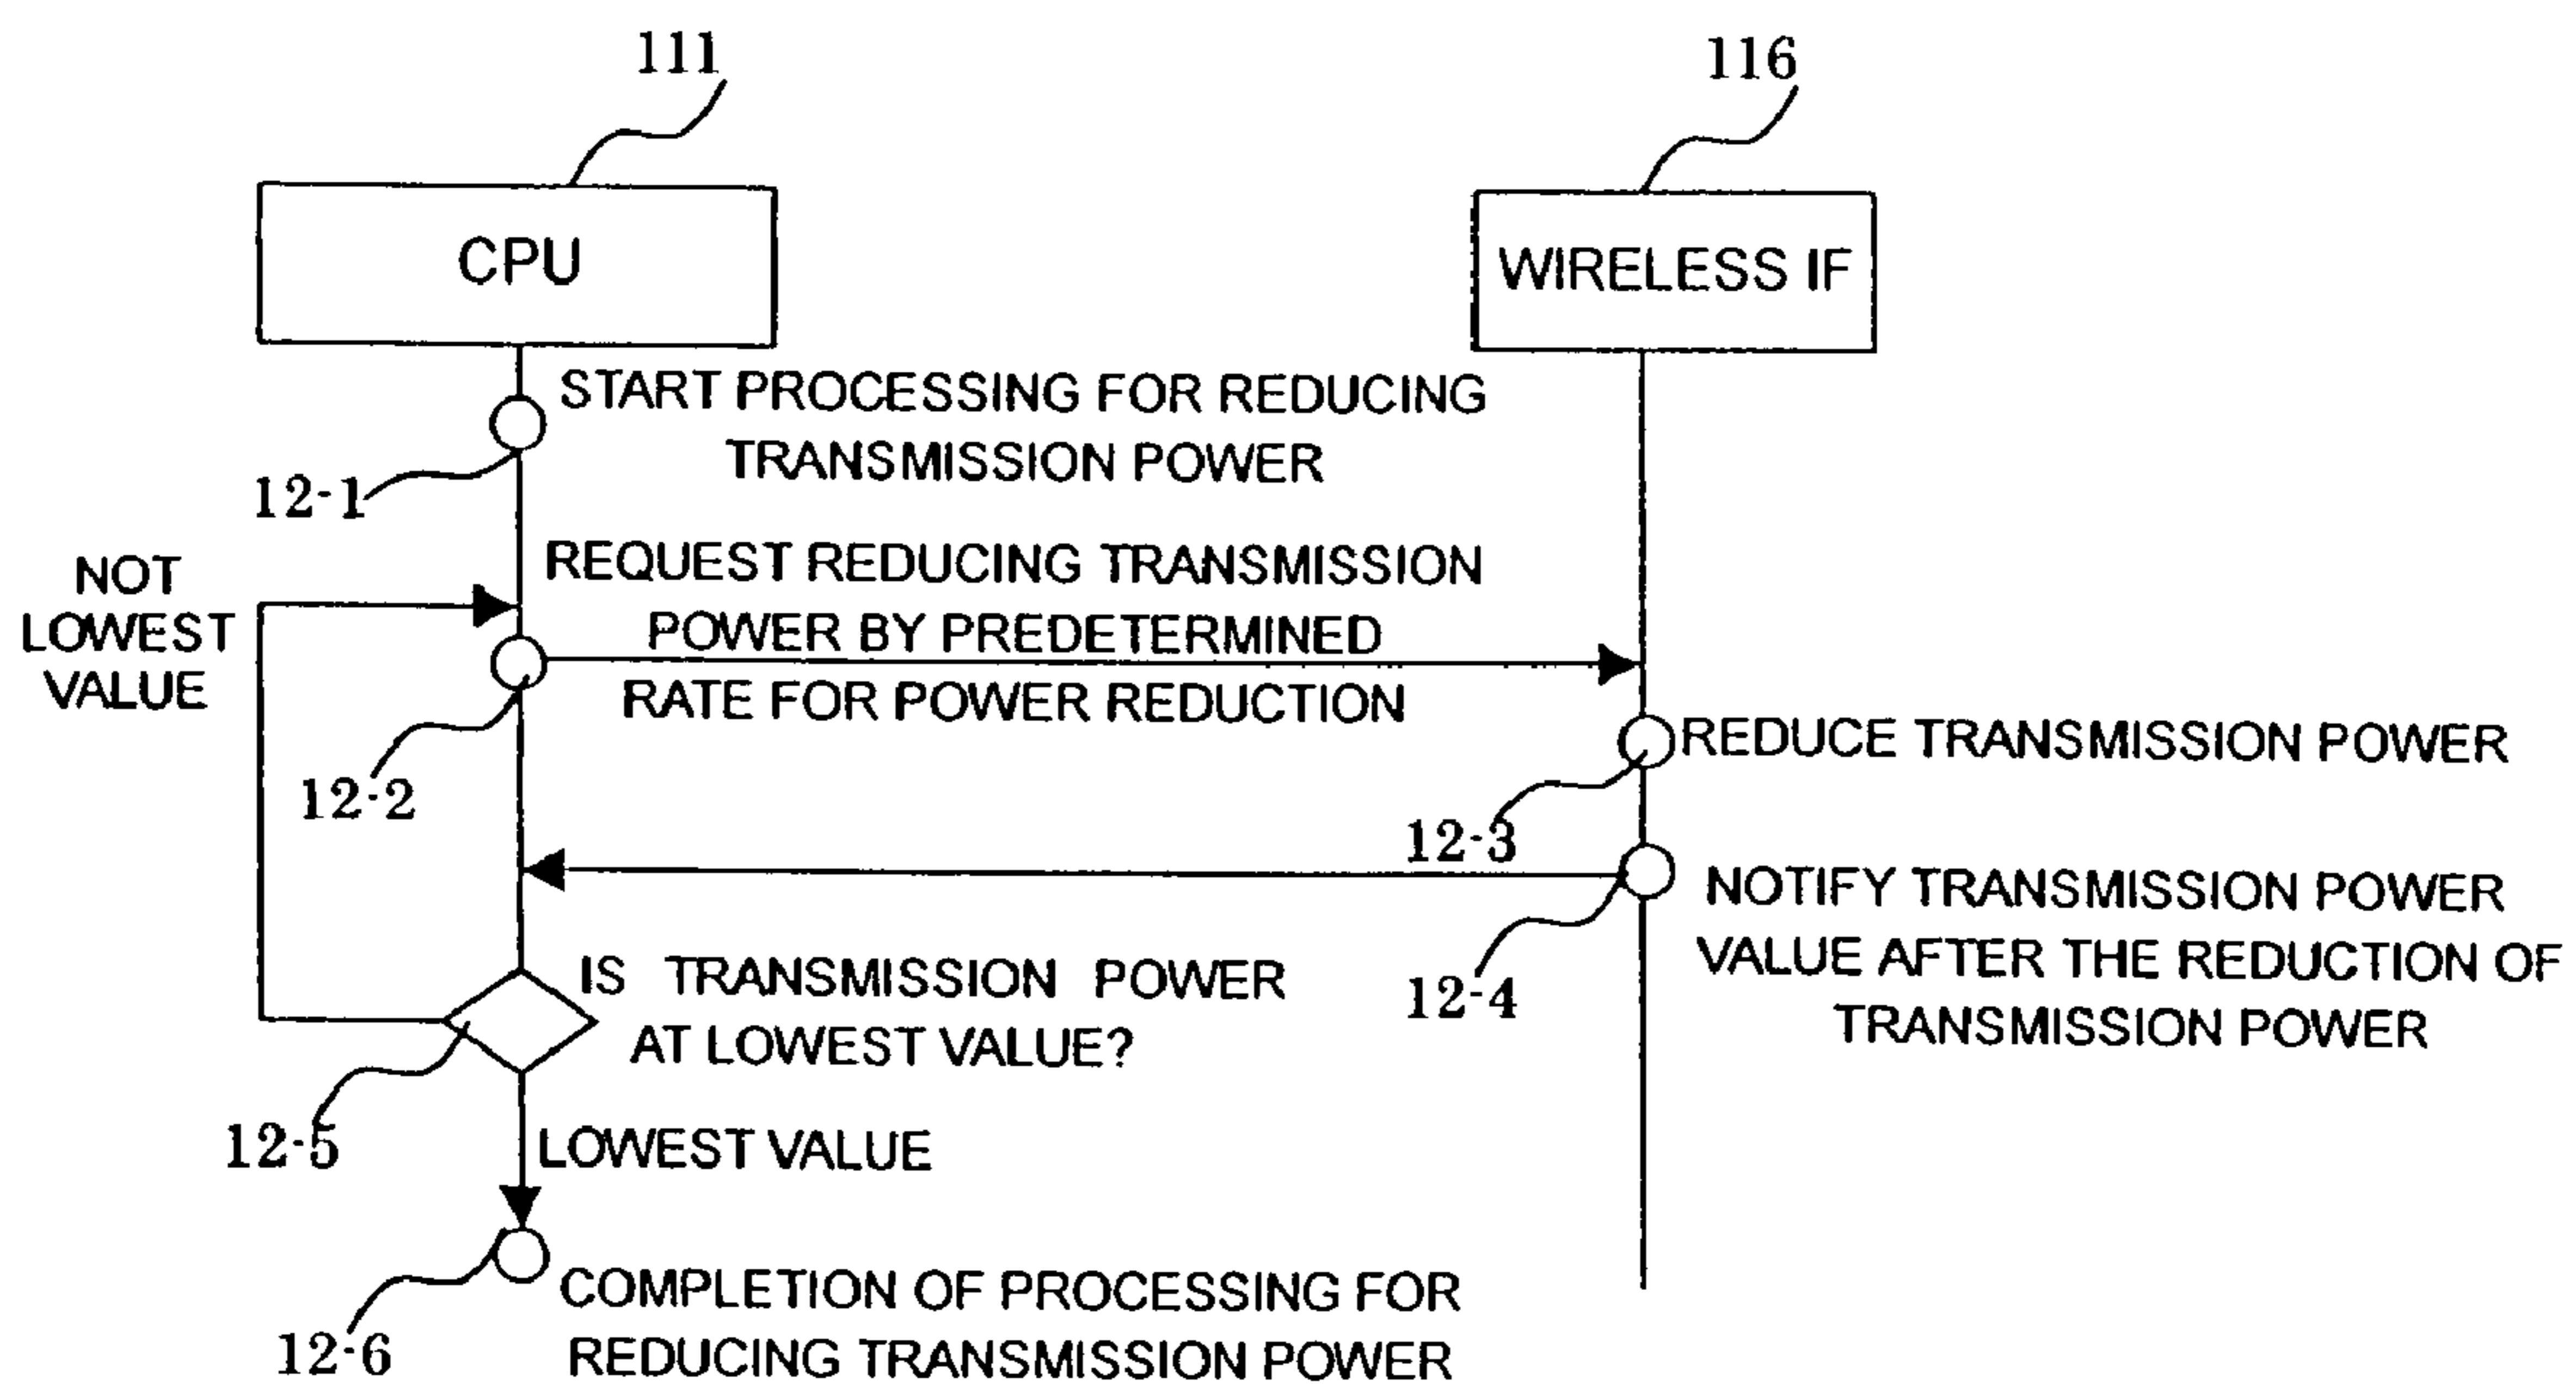 111
116
CPU
WIRELESS IF
START PROCESSING FOR REDUCING
TRANSMISSION POWER
12-1
NOT
LOWEST
VALUE
REQUEST REDUCING TRANSMISSION
POWER BY PREDETERMINED
RATE FOR POWER REDUCTION
12-2
REDUCE TRANSMISSION POWER
12-3
NOTIFY TRANSMISSION POWER
VALUE AFTER THE REDUCTION OF
TRANSMISSION POWER
12-4
IS TRANSMISSION POWER
AT LOWEST VALUE?
12-5
LOWEST VALUE
12-6
COMPLETION OF PROCESSING FOR
REDUCING TRANSMISSION POWER